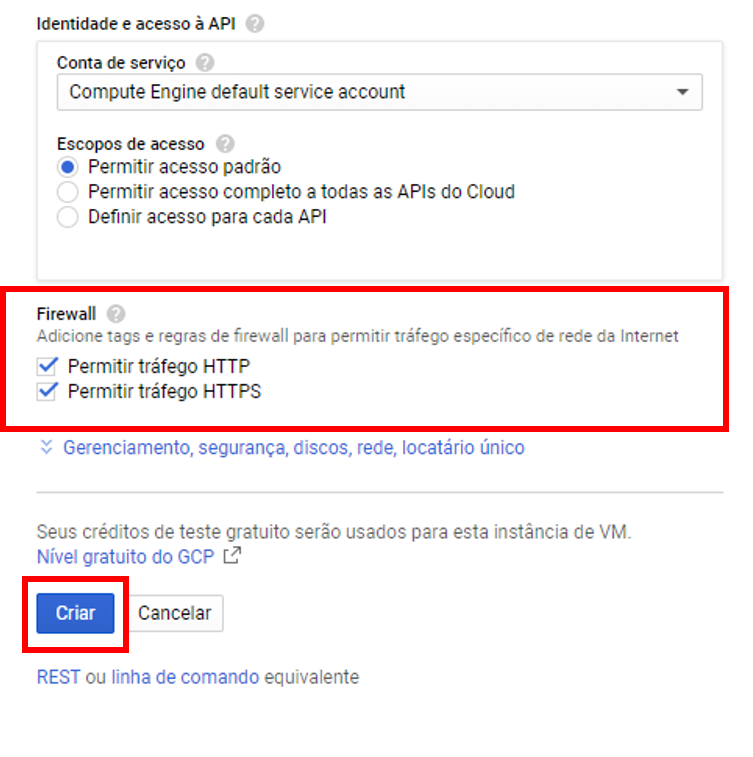 Identidade e acesso à API ?
Conta de serviço ?
Compute Engine default service account
Escopos de acesso ?
Permitir acesso padrão
Permitir acesso completo a todas as APIs do Cloud
Definir acesso para cada API
Firewall ?
Adicione tags e regras de firewall para permitir tráfego específico de rede da Internet
Permitir tráfego HTTP
Permitir tráfego HTTPS
Gerenciamento, segurança, discos, rede, locatário único
Seus créditos de teste gratuito serão usados para esta instância de VM.
Nível gratuito do GCP
Criar Cancelar
REST ou linha de comando equivalente